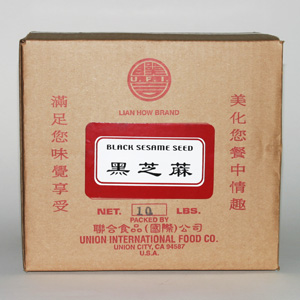 U.F.I.
LIAN HOW BRAND
滿足您味覺享受
美化您餐中情趣
BLACK SESAME SEED
黑芝蔴
NET. 10 LBS.
PACKED BY
聯合食品(國際)公司
UNION INTERNATIONAL FOOD CO.
UNION CITY, CA 94587
U.S.A.